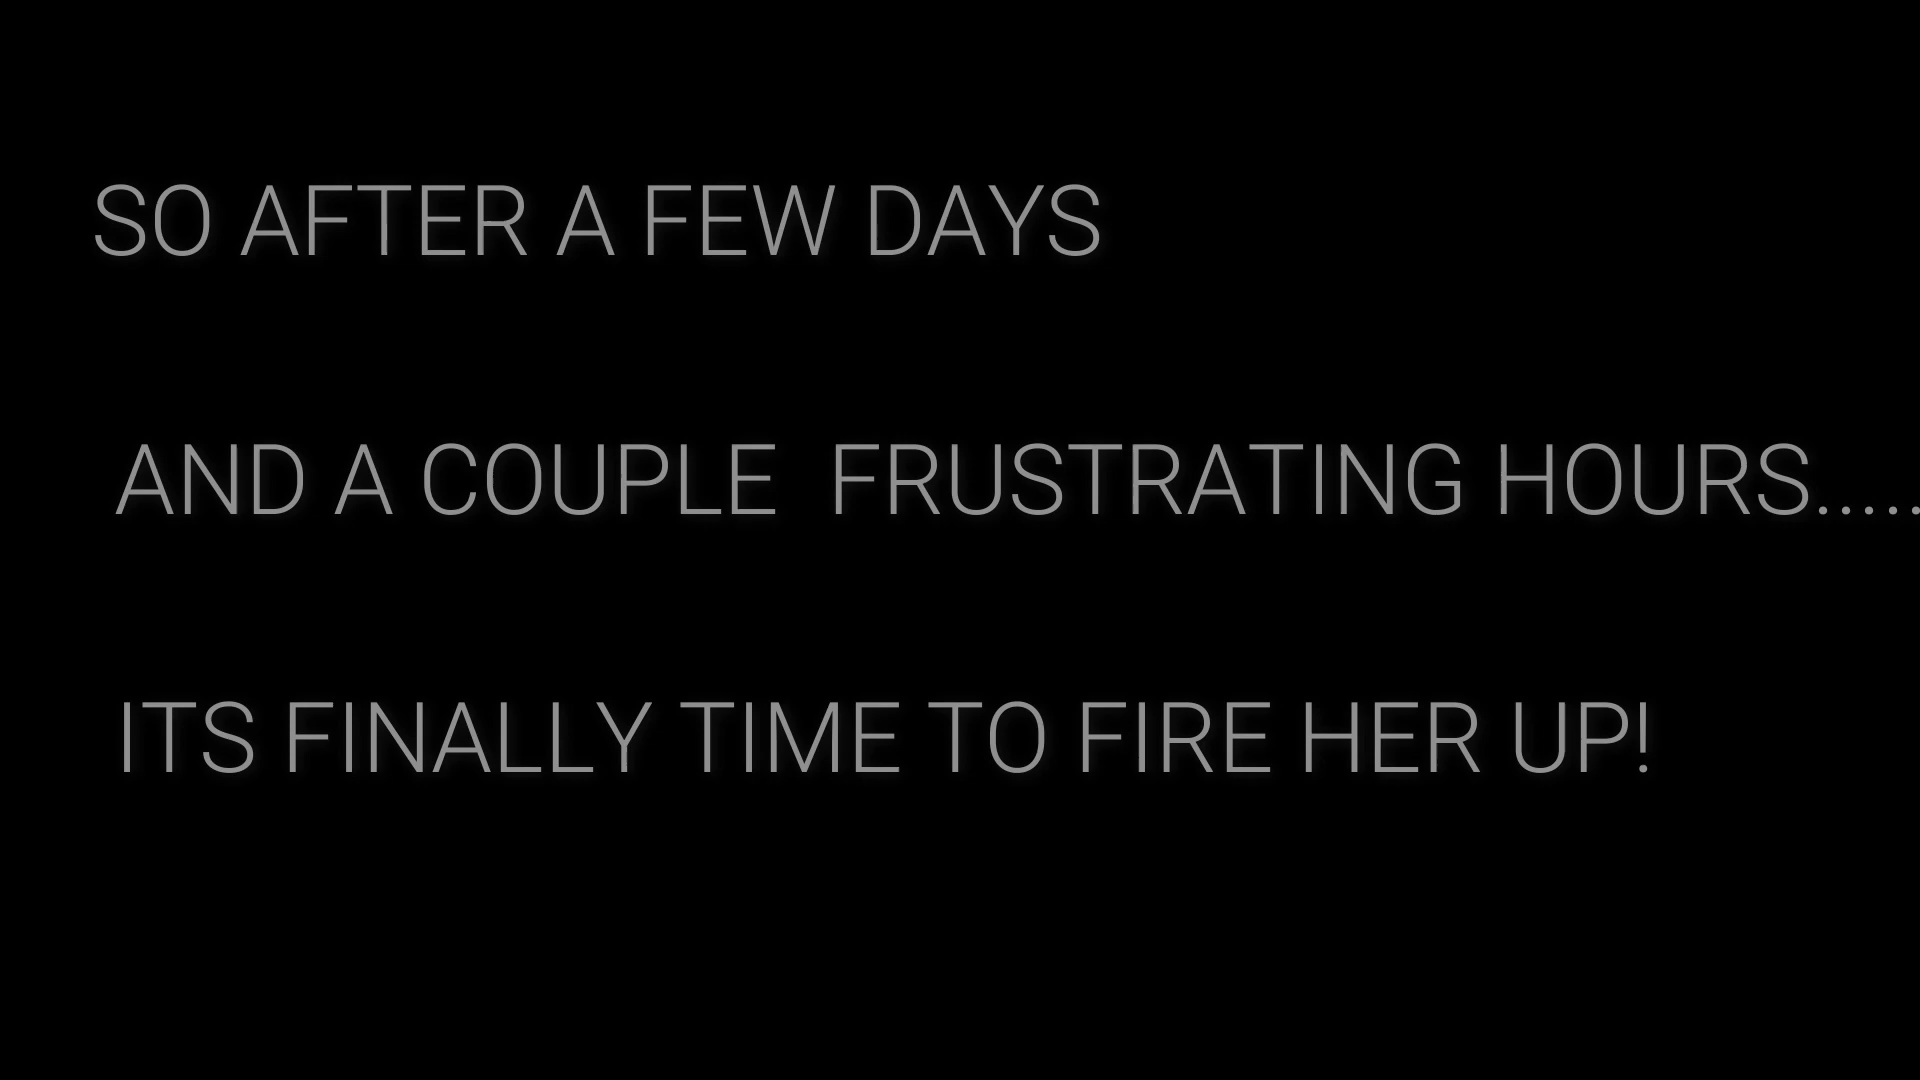 SO AFTER A FEW DAYS
AND A COUPLE  FRUSTRATING HOURS.....
ITS FINALLY TIME TO FIRE HER UP!